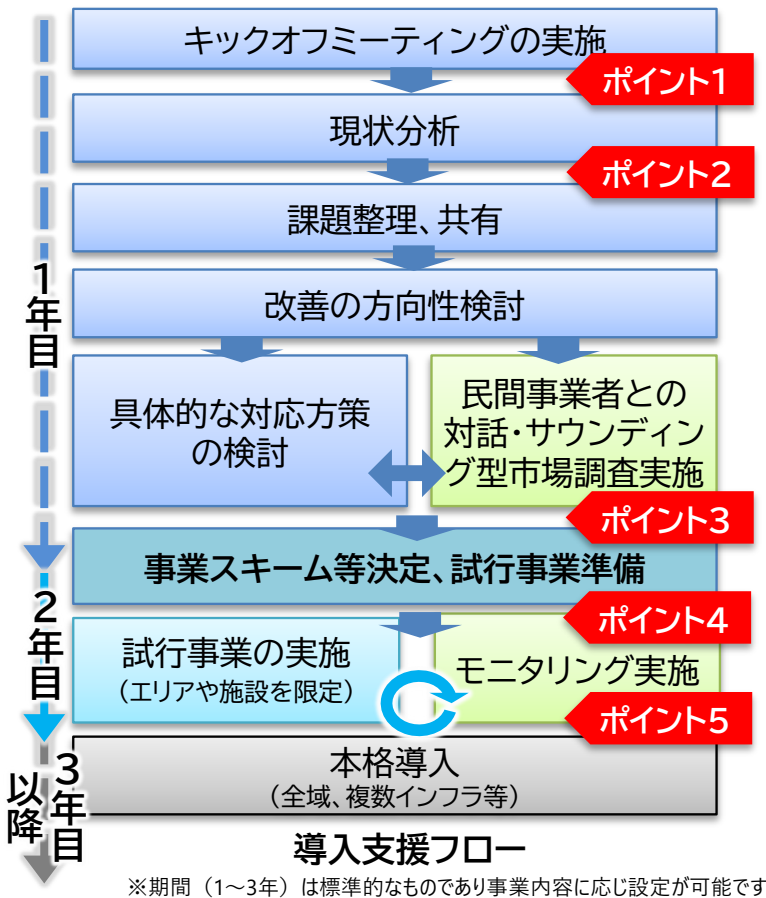 キックオフミーティングの実施
ポイント1
現状分析
ポイント2
課題整理、共有
改善の方向性検討
1年目
具体的な対応方策
の検討
民間事業者との
対話・サウンディン
グ型市場調査実施
ポイント3
事業スキーム等決定、試行事業準備
ポイント4
2年目
試行事業の実施
（エリアや施設を限定）
モニタリング実施
ポイント5
3年目
以降
本格導入
（全域、複数インフラ等）
導入支援フロー
※期間（1～3年）は標準的なものであり事業内容に応じ設定が可能です